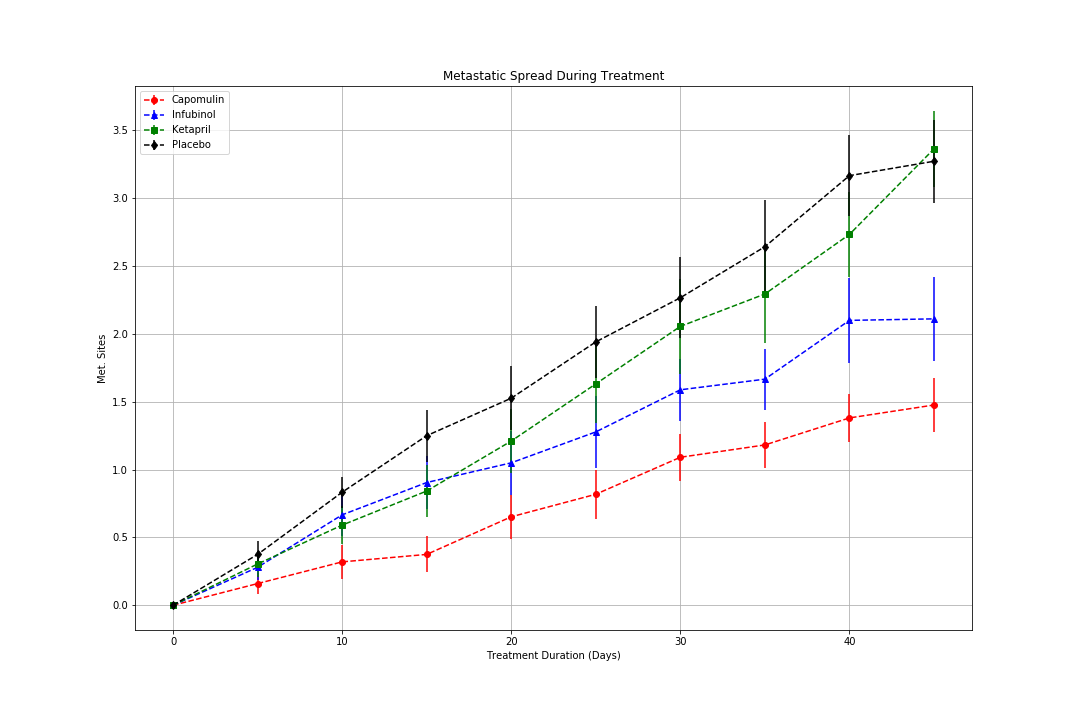 Metastatic Spread During Treatment
Capomulin
Infubinol
Ketapril
Placebo
Met. Sites
3.5
3.0
2.5
2.0
1.5
1.0
0.5
0.0
0 10 20 30 40
Treatment Duration (Days)